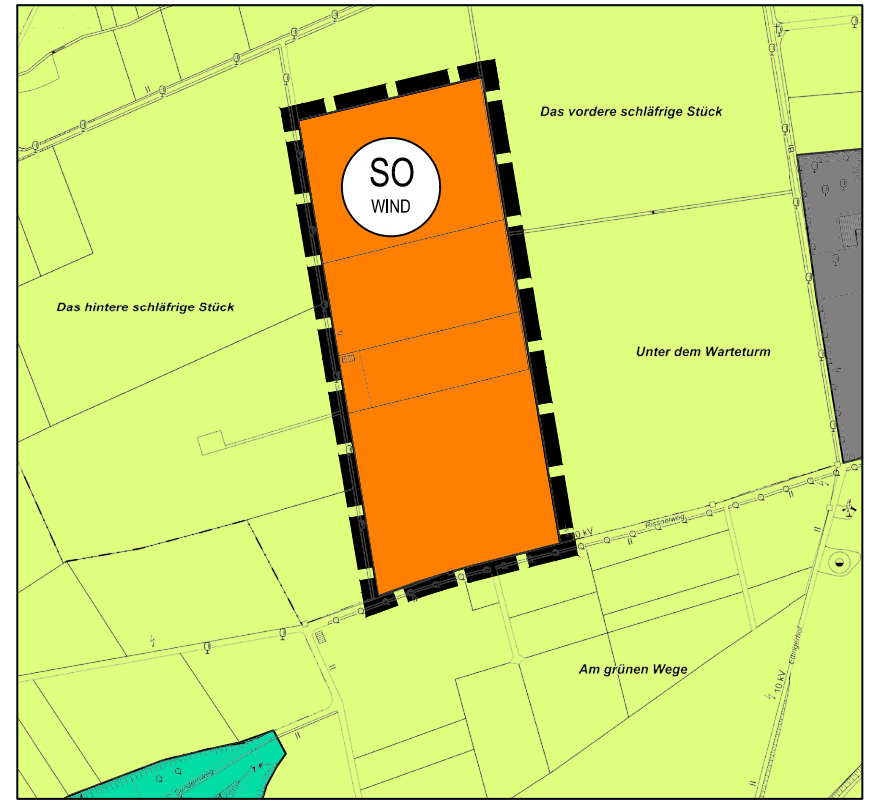 Das vordere schläfrige Stück
SO
WIND
Das hintere schläfrige Stück
Unter dem Warteturm
0 kV
Am grünen Wege
10 kV